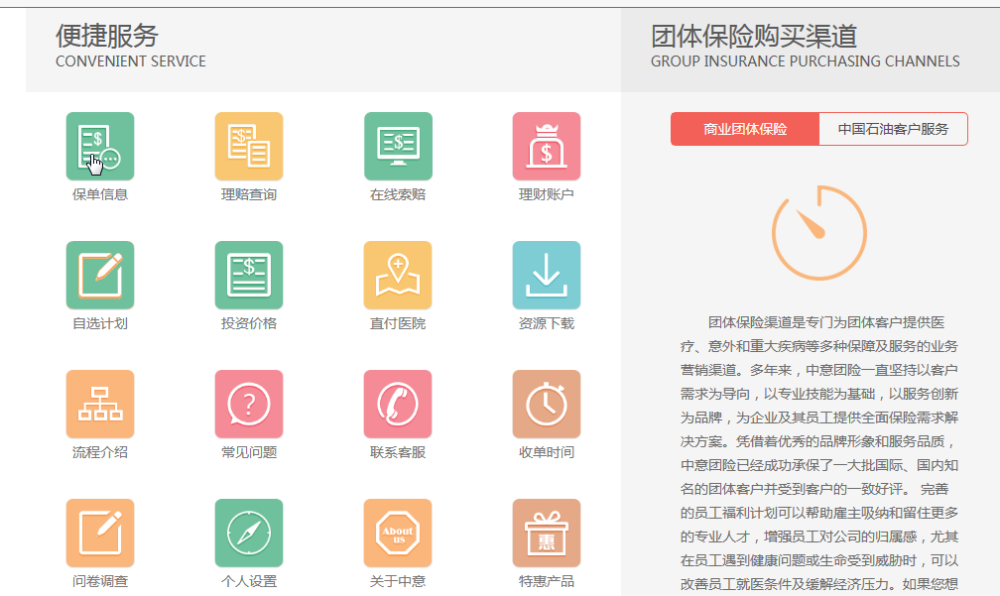 便捷服务
CONVENIENT SERVICE
保单信息
理赔查询
在线索赔
理财账户
自选计划
投资价格
直付医院
资源下载
流程介绍
常见问题
联系客服
收单时间
问卷调查
个人设置
About
us
关于中意
惠
特惠产品
团体保险购买渠道
GROUP INSURANCE PURCHASING CHANNELS
商业团体保险
中国石油客户服务
团体保险渠道是专门为团体客户提供医
疗、意外和重大疾病等多种保障及服务的业务
营销渠道。多年来，中意团险一直坚持以客户
需求为导向，以专业技能为基础，以服务创新
为品牌，为企业及其员工提供全面保险需求解
决方案。凭借着优秀的品牌形象和服务品质，
中意团险已经成功承保了一大批国际、国内知
名的团体客户并受到客户的一致好评。 完善
的员工福利计划可以帮助雇主吸纳和留住更多
的专业人才，增强员工对公司的归属感，尤其
在员工遇到健康问题或生命受到威胁时，可以
改善员工就医条件及缓解经济压力。如果您想